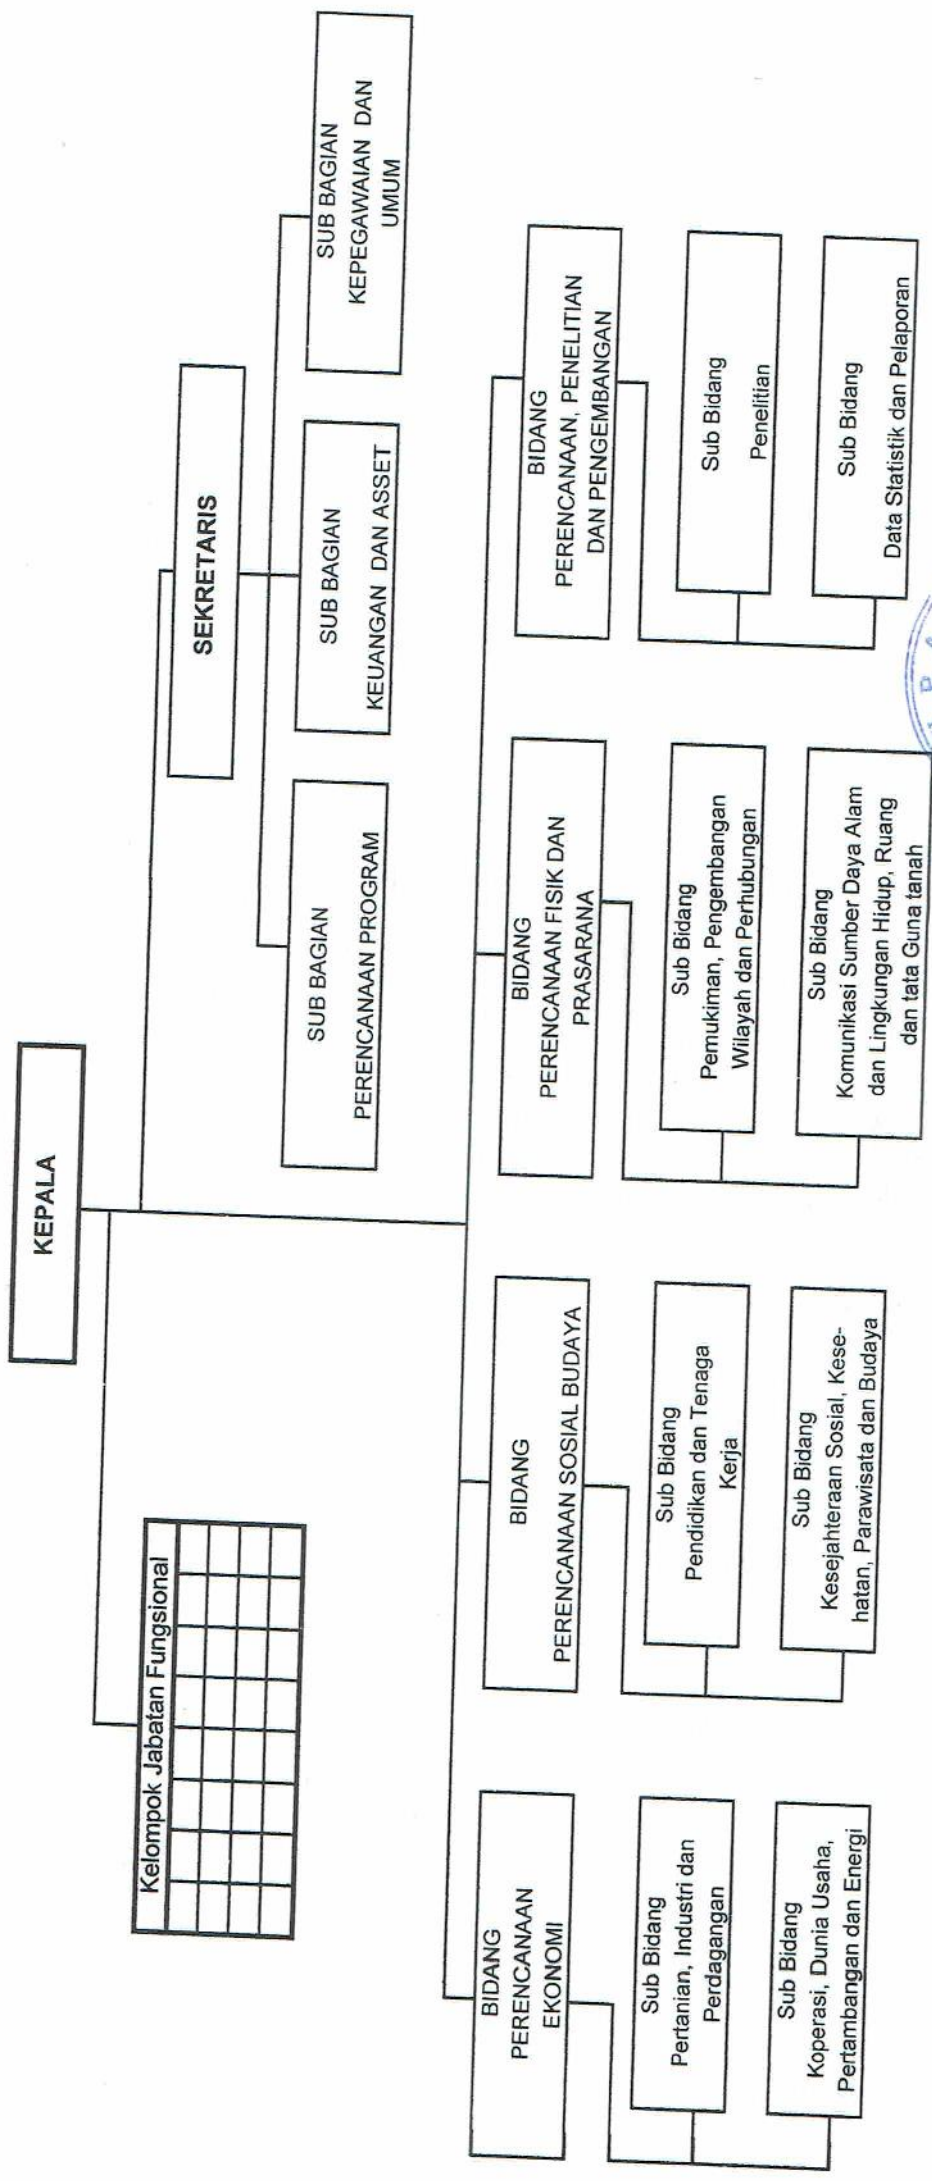 KEPALA
Kelompok Jabatan Fungsional
SEKRETARIS
SUB BAGIAN
PERENCANAAN PROGRAM
SUB BAGIAN
KEUANGAN DAN ASSET
SUB BAGIAN
KEPEGAWAIAN DAN
UMUM
BIDANG
PERENCANAAN
EKONOMI
Sub Bidang
Pertanian, Industri dan
Perdagangan
Sub Bidang
Koperasi, Dunia Usaha,
Pertambangan dan Energi
BIDANG
PERENCANAAN SOSIAL BUDAYA
Sub Bidang
Pendidikan dan Tenaga
Kerja
Sub Bidang
Kesejahteraan Sosial, Kese-
hatan, Parawisata dan Budaya
BIDANG
PERENCANAAN FISIK DAN
PRASARANA
Sub Bidang
Pemukiman, Pengembangan
Wilayah dan Perhubungan
Sub Bidang
Komunikasi Sumber Daya Alam
dan Lingkungan Hidup, Ruang
dan tata Guna tanah
BIDANG
PERENCANAAN, PENELITIAN
DAN PENGEMBANGAN
Sub Bidang
Penelitian
Sub Bidang
Data Statistik dan Pelaporan